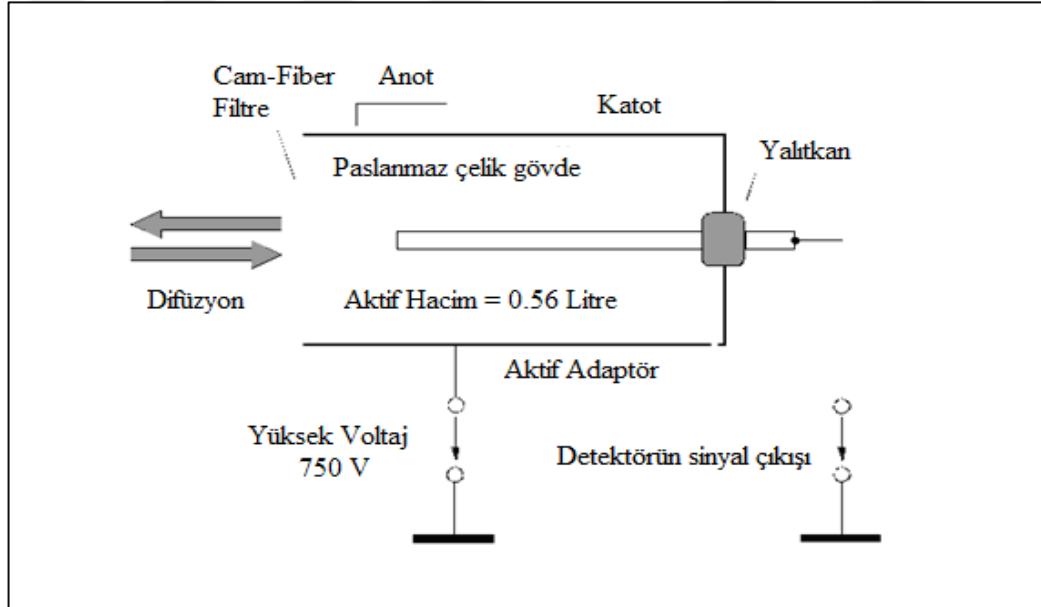 Cam-Fiber
Filtre
Anot
Katot
Yalıtkan
Paslanmaz çelik gövde
Difüzyon
Aktif Hacim = 0.56 Litre
Aktif Adaptör
Yüksek Voltaj
750 V
Detektörün sinyal çıkışı